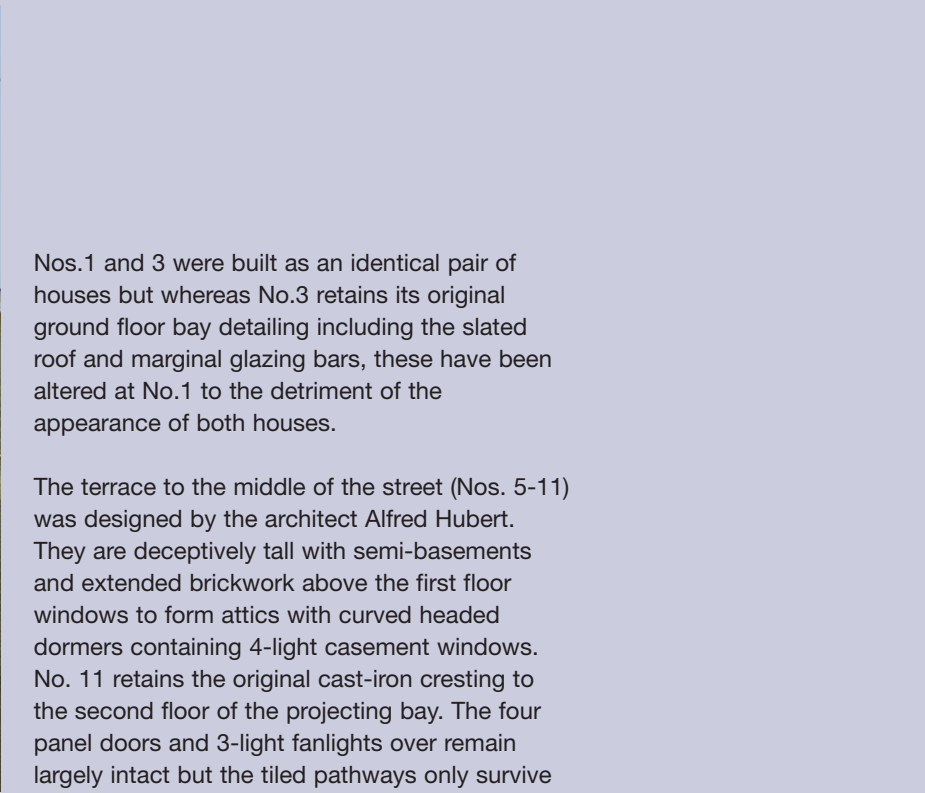 Nos.1 and 3 were built as an identical pair of
houses but whereas No.3 retains its original
ground floor bay detailing including the slated
roof and marginal glazing bars, these have been
altered at No.1 to the detriment of the
appearance of both houses.
The terrace to the middle of the street (Nos. 5-11)
was designed by the architect Alfred Hubert.
They are deceptively tall with semi-basements
and extended brickwork above the first floor
windows to form attics with curved headed
dormers containing 4-light casement windows.
No. 11 retains the original cast-iron cresting to
the second floor of the projecting bay. The four
panel doors and 3-light fanlights over remain
largely intact but the tiled pathways only survive